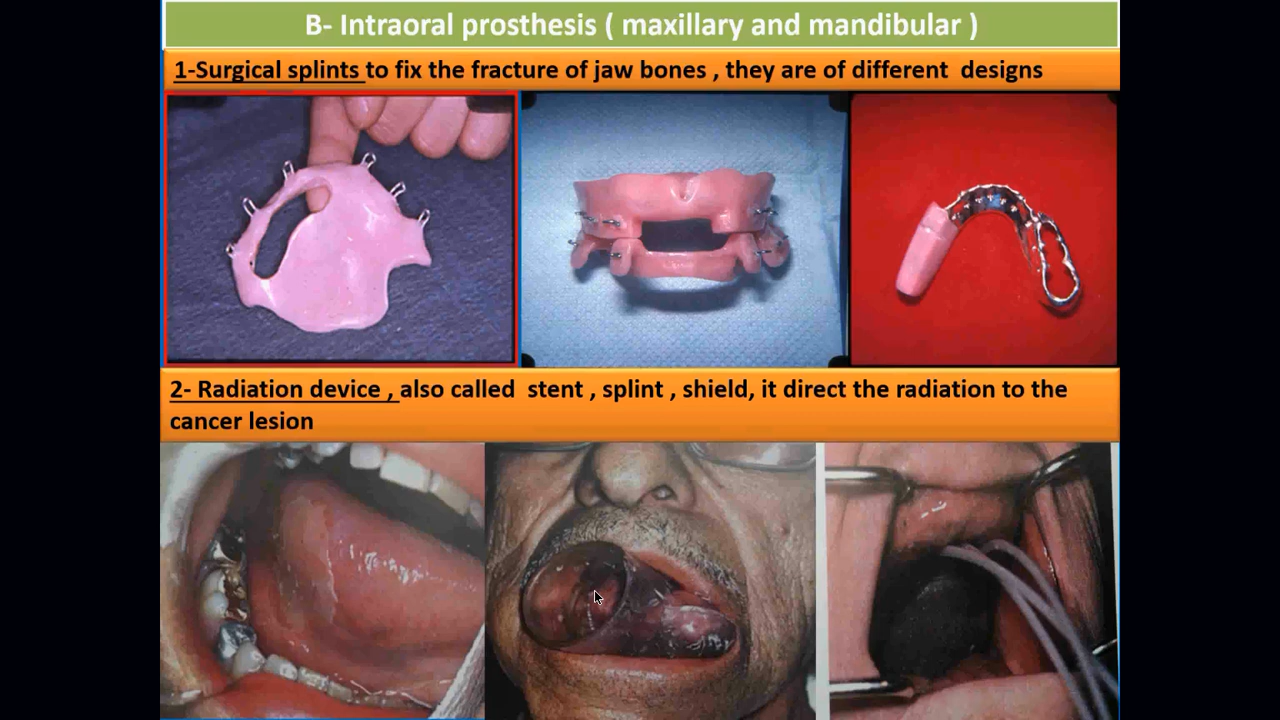 B- Intraoral prosthesis ( maxillary and mandibular )
1-Surgical splints to fix the fracture of jaw bones , they are of different designs
2- Radiation device , also called stent , splint , shield, it direct the radiation to the
cancer lesion